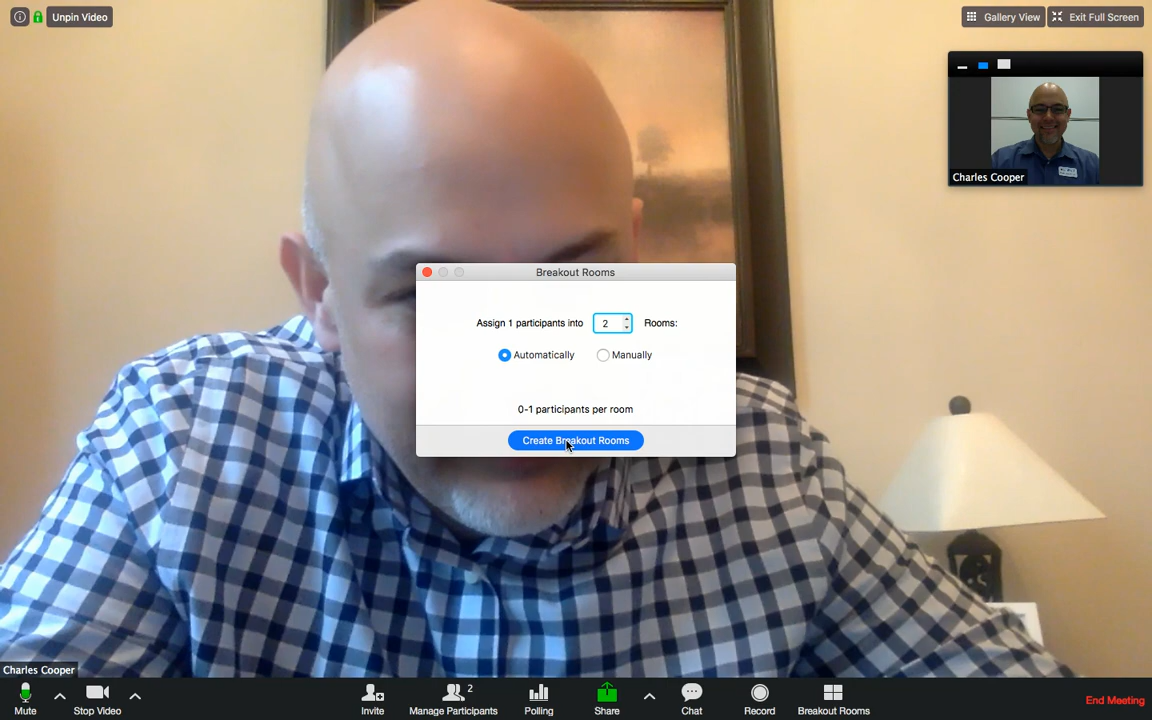 Unpin Video
Gallery View
Exit Full Screen
Charles Cooper
Breakout Rooms
Assign 1 participants into 2 Rooms:
Automatically Manually
0-1 participants per room
Create Breakout Rooms
Charles Cooper
2
Mute Stop Video Invite Manage Participants Polling Share Chat Record Breakout Rooms End Meeting